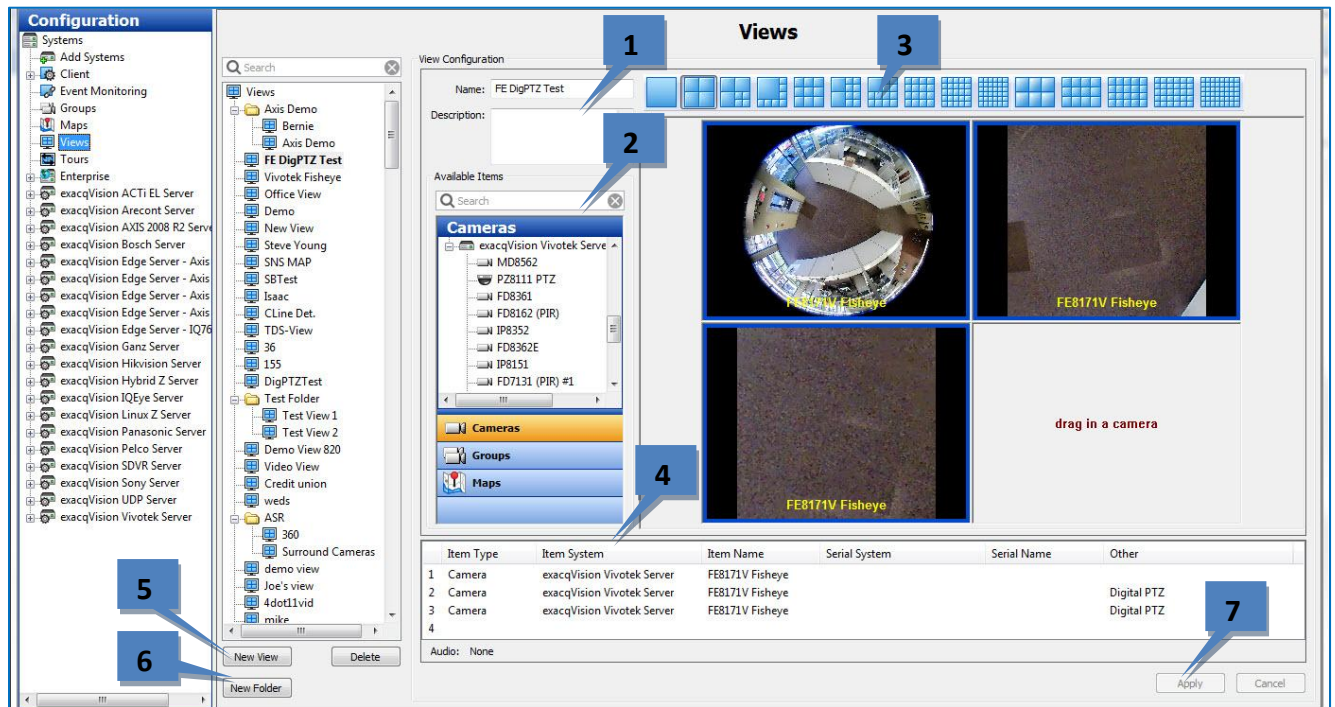 Configuration
Systems
Add Systems
Client
Event Monitoring
Groups
Maps
Views
Tours
Enterprise
exacqVision ACTi EL Server
exacqVision Arecont Server
exacqVision AXIS 2008 R2 Serve
exacqVision Bosch Server
exacqVision Edge Server - Axis
exacqVision Edge Server - Axis
exacqVision Edge Server - Axis
exacqVision Edge Server - Axis
exacqVision Edge Server - IQ76
exacqVision Ganz Server
exacqVision Hikvision Server
exacqVision Hybrid Z Server
exacqVision IQEye Server
exacqVision Linux Z Server
exacqVision Panasonic Server
exacqVision Pelco Server
exacqVision SDVR Server
exacqVision Sony Server
exacqVision UDP Server
exacqVision Vivotek Server
Search
Views
Axis Demo
Bernie
Axis Demo
FE DigPTZ Test
Vivotek Fisheye
Office View
Demo
New View
Steve Young
SNS MAP
SBTest
Isaac
CLine Det.
TDS-View
36
155
DigPTZTest
Test Folder
Test View 1
Test View 2
Demo View 820
Video View
Credit union
weds
ASR
360
Surround Cameras
demo view
Joe's view
4dot11vid
mike
5
New View Delete
6
New Folder
Views
View Configuration
1
3
Name: FE DigPTZ Test
Description:
2
Available Items
Search
Cameras
exacqVision Vivotek Serve
MD8562
PZ8111 PTZ
FD8361
FD8162 (PIR)
IP8352
FD8362E
IP8151
FD7131 (PIR) #1
Cameras
Groups
Maps
4
FE8171V Fisheye
FE8171V Fisheye
FE8171V Fisheye
drag in a camera
Item Type Item System Item Name Serial System Serial Name Other
1 Camera exacqVision Vivotek Server FE8171V Fisheye
2 Camera exacqVision Vivotek Server FE8171V Fisheye Digital PTZ
3 Camera exacqVision Vivotek Server FE8171V Fisheye Digital PTZ
4
Audio: None
7
Apply Cancel